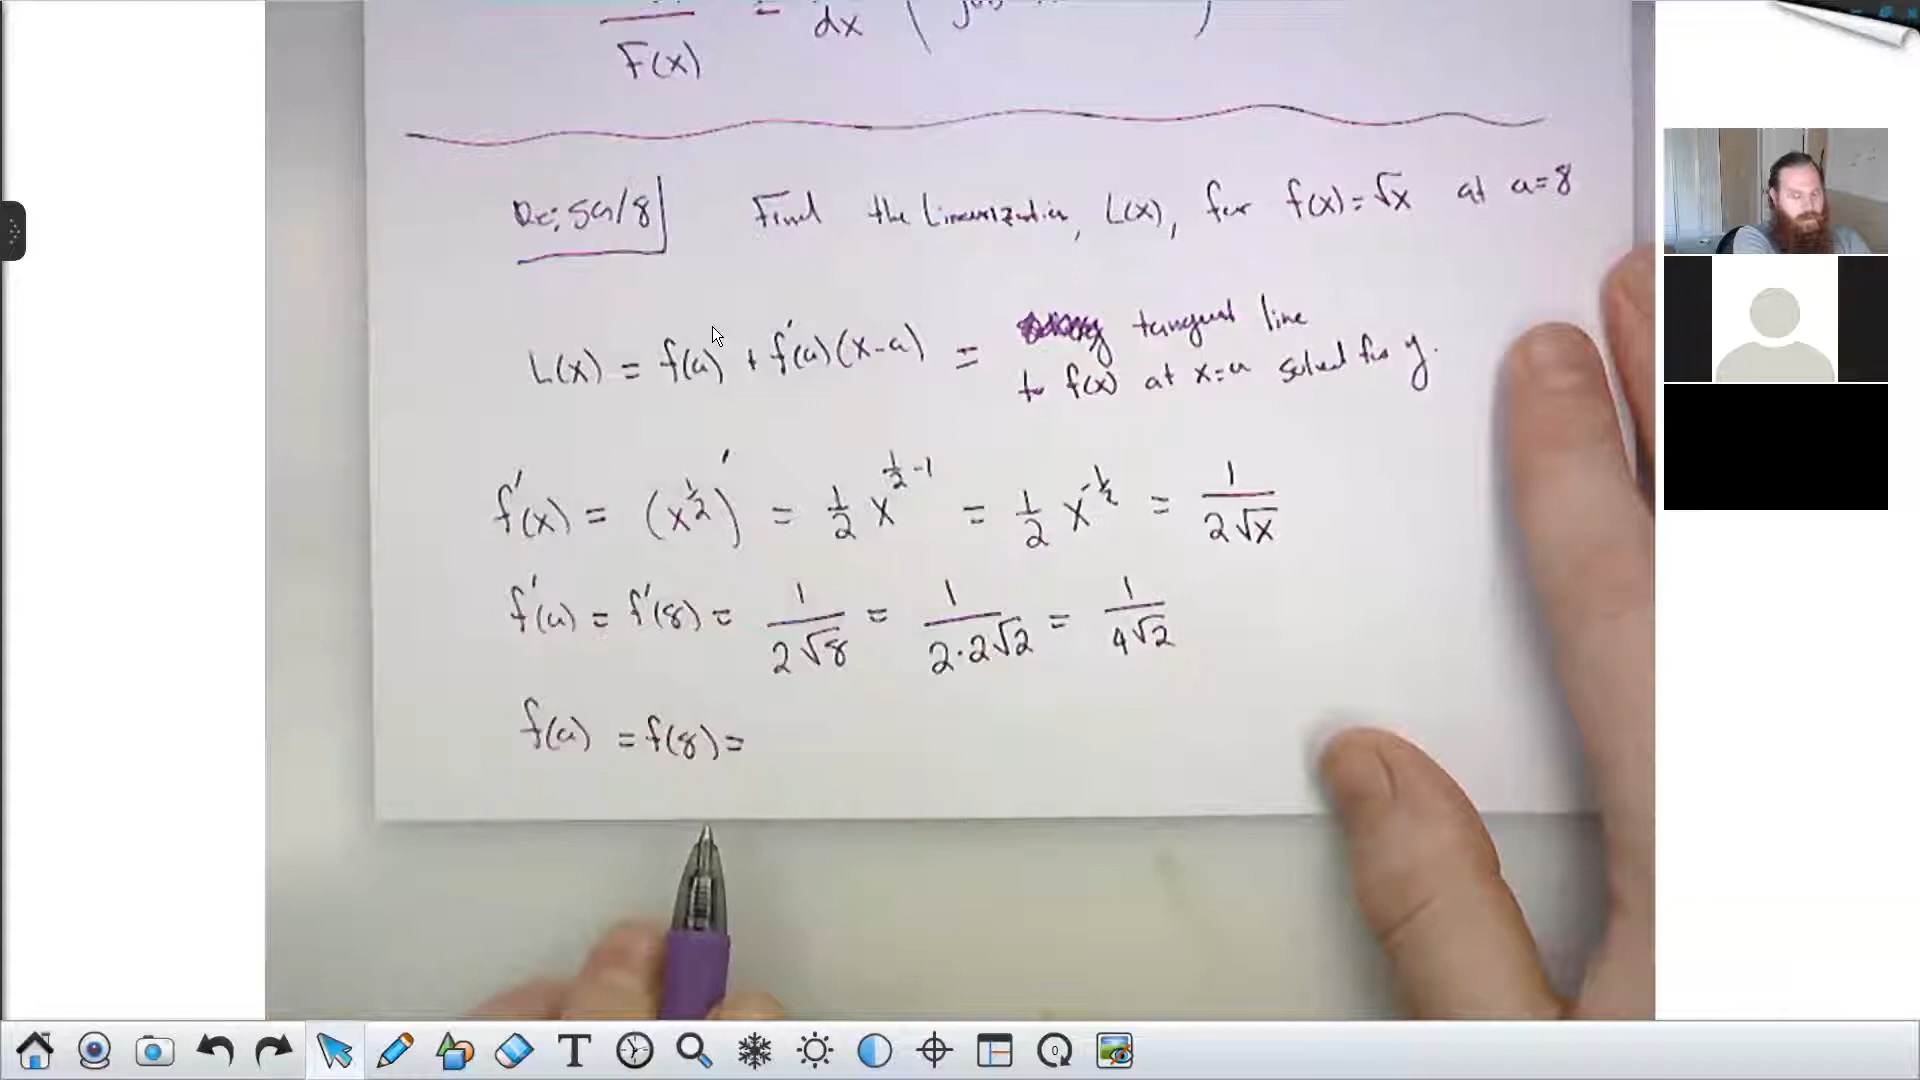 F(x) = dx (
5a/8 Find the Linearization, L(x), for f(x)=√x at a=8
L(x) = f(a) + f'(a)(x-a) = tangent line
to f(x) at x=a solved for y.
f'(x) = (x^½)' = ½ x^(½-1) = ½ x^(-½) = 1/(2√x)
f'(a) = f'(8) = 1/(2√8) = 1/(2·2√2) = 1/(4√2)
f(a) = f(8) =
T
0